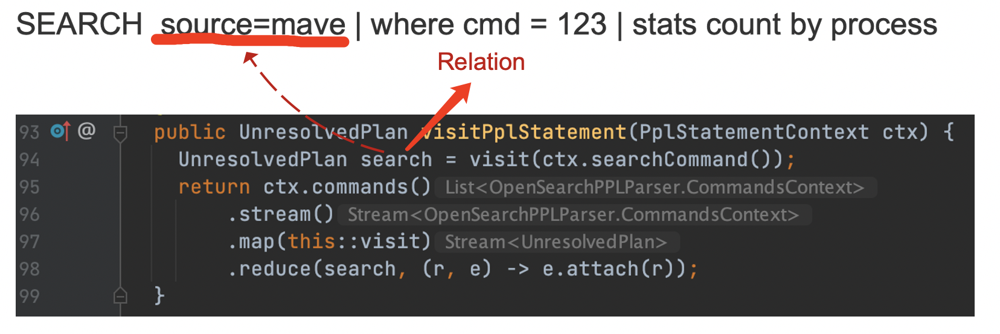 SEARCH source=mave | where cmd = 123 | stats count by process
Relation
93 @ public UnresolvedPlan visitPplStatement(PplStatementContext ctx) {
94 UnresolvedPlan search = visit(ctx.searchCommand());
95 return ctx.commands() List<OpenSearchPPLParser.CommandsContext>
96 .stream() Stream<OpenSearchPPLParser.CommandsContext>
97 .map(this::visit) Stream<UnresolvedPlan>
98 .reduce(search, (r, e) -> e.attach(r));
99 }